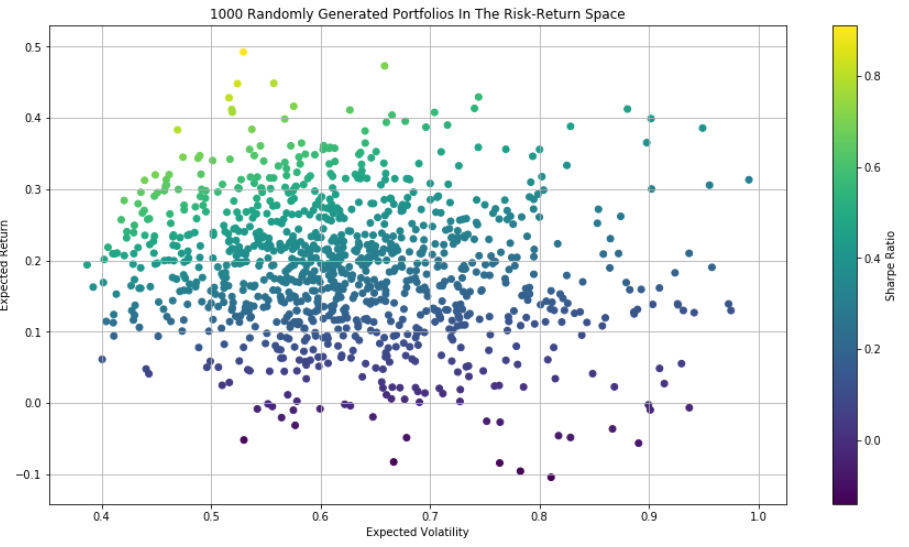 1000 Randomly Generated Portfolios In The Risk-Return Space
0.5
0.4
0.3
0.2
0.1
0.0
−0.1
Expected Return
0.4 0.5 0.6 0.7 0.8 0.9 1.0
Expected Volatility
0.8
0.6
0.4
0.2
0.0
Sharpe Ratio